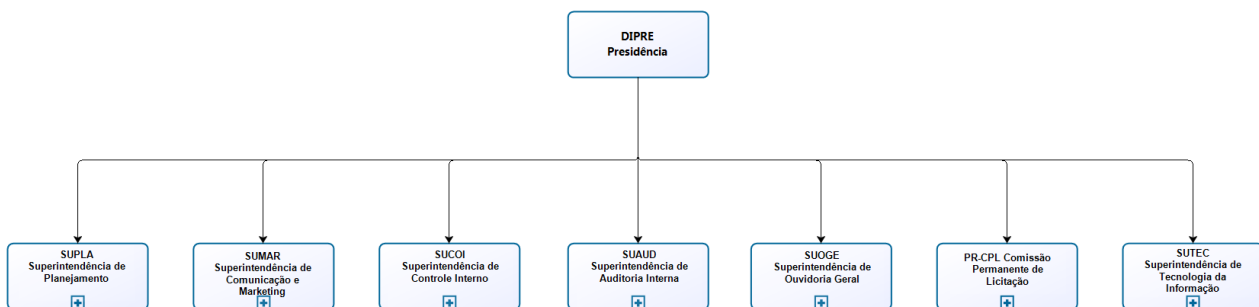 DIPRE
Presidência
SUPLA
Superintendência de
Planejamento
SUMAR
Superintendência de
Comunicação e
Marketing
SUCOI
Superintendência de
Controle Interno
SUAUD
Superintendência de
Auditoria Interna
SUOGE
Superintendência de
Ouvidoria Geral
PR-CPL Comissão
Permanente de
Licitação
SUTEC
Superintendência de
Tecnologia da
Informação